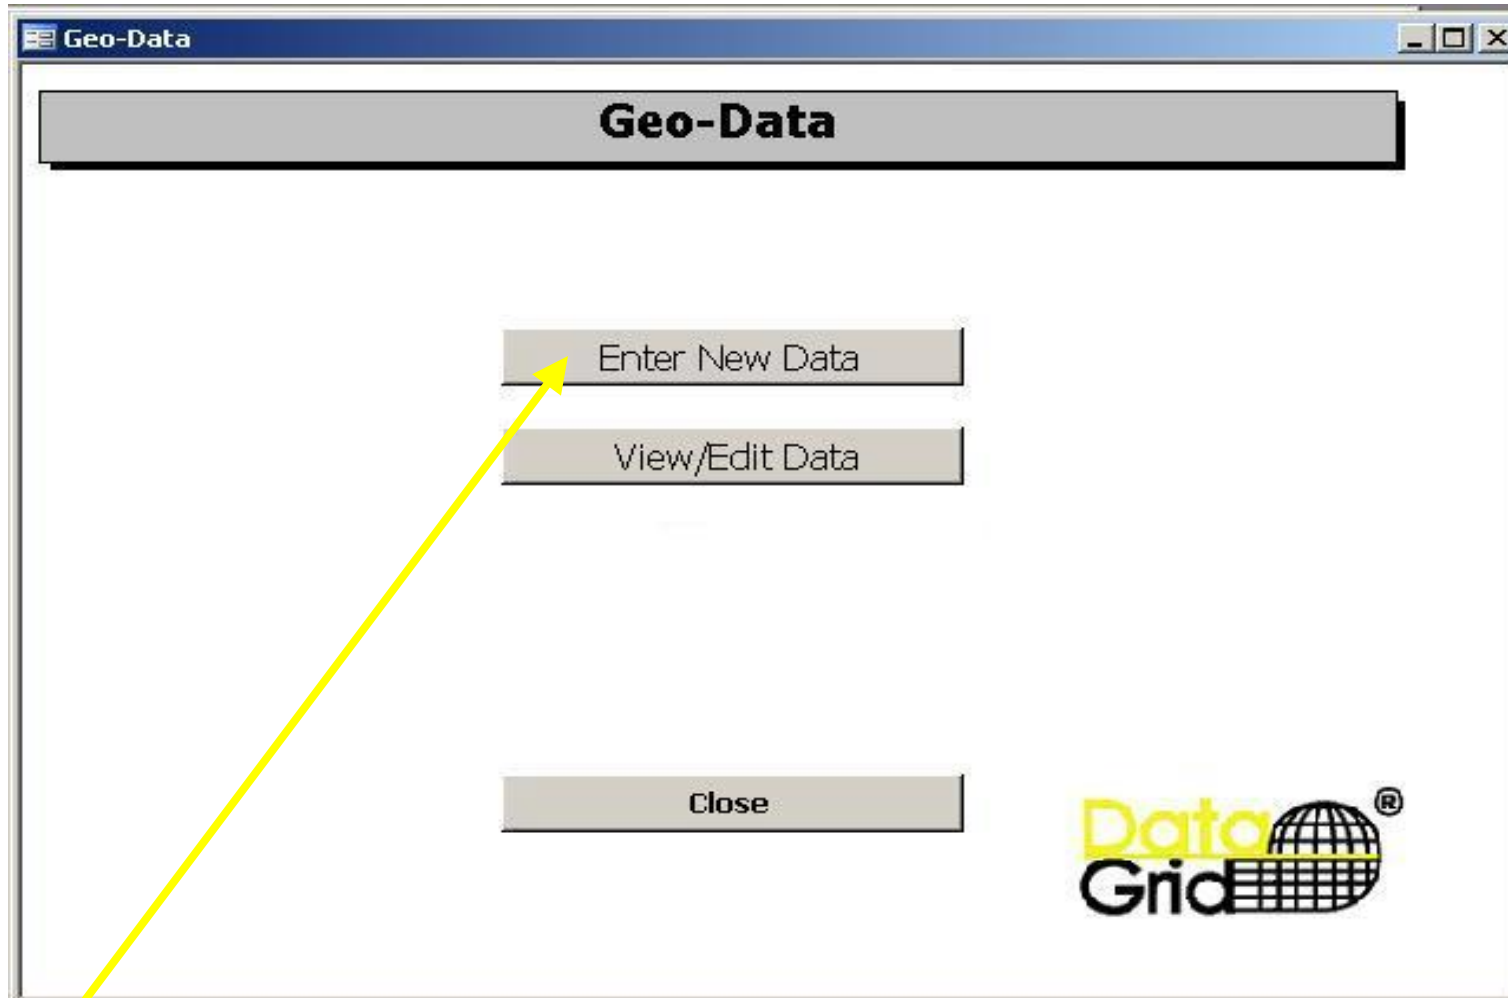 Geo-Data
Geo-Data
Enter New Data
View/Edit Data
Close
Data ®
Grid